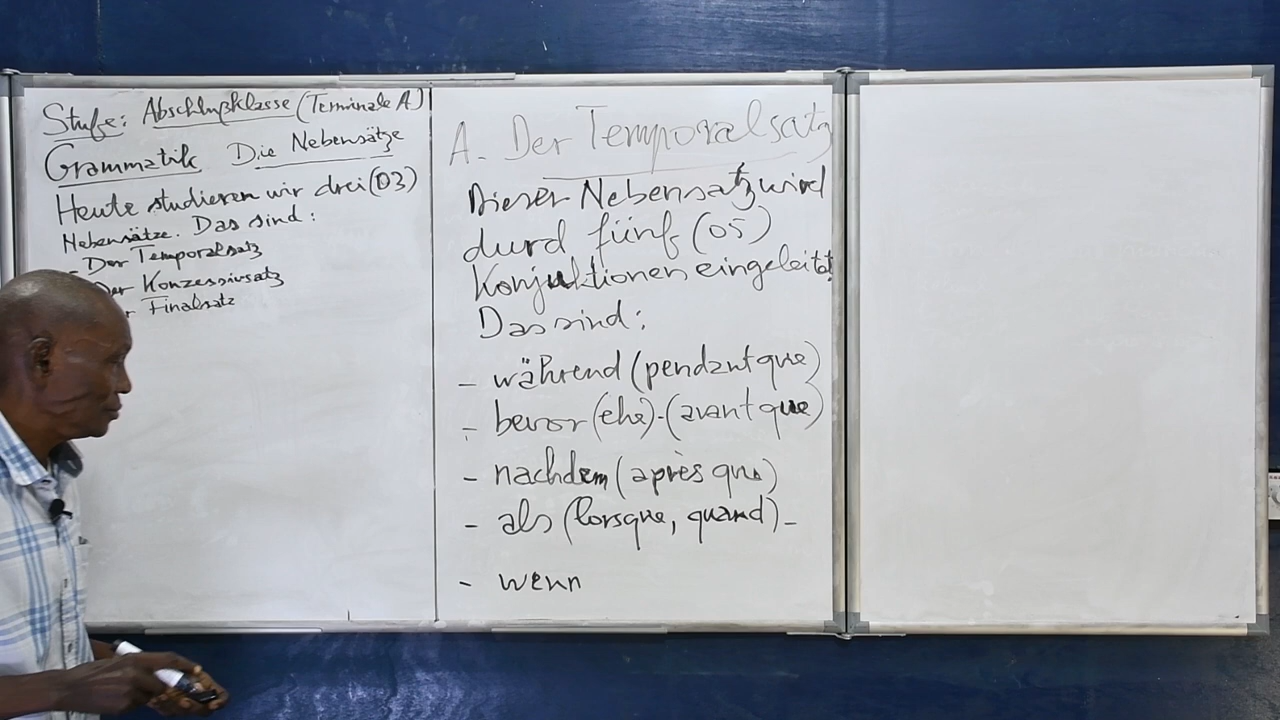 Stufe: Abschlußklasse (Terminale A)
Grammatik Die Nebensätze
Heute studieren wir drei (03)
Nebensätze. Das sind:
- Der Temporalsatz
Der Konzessivsatz
r Finalsatz
A. Der Temporalsatz
Dieser Nebensatz wird
durch fünf (05)
Konjuktionen eingeleitet
Das sind:
- während (pendant que)
- bevor (ehe) - (avant que)
- nachdem (après que)
- als (lorsque, quand) -
- wenn